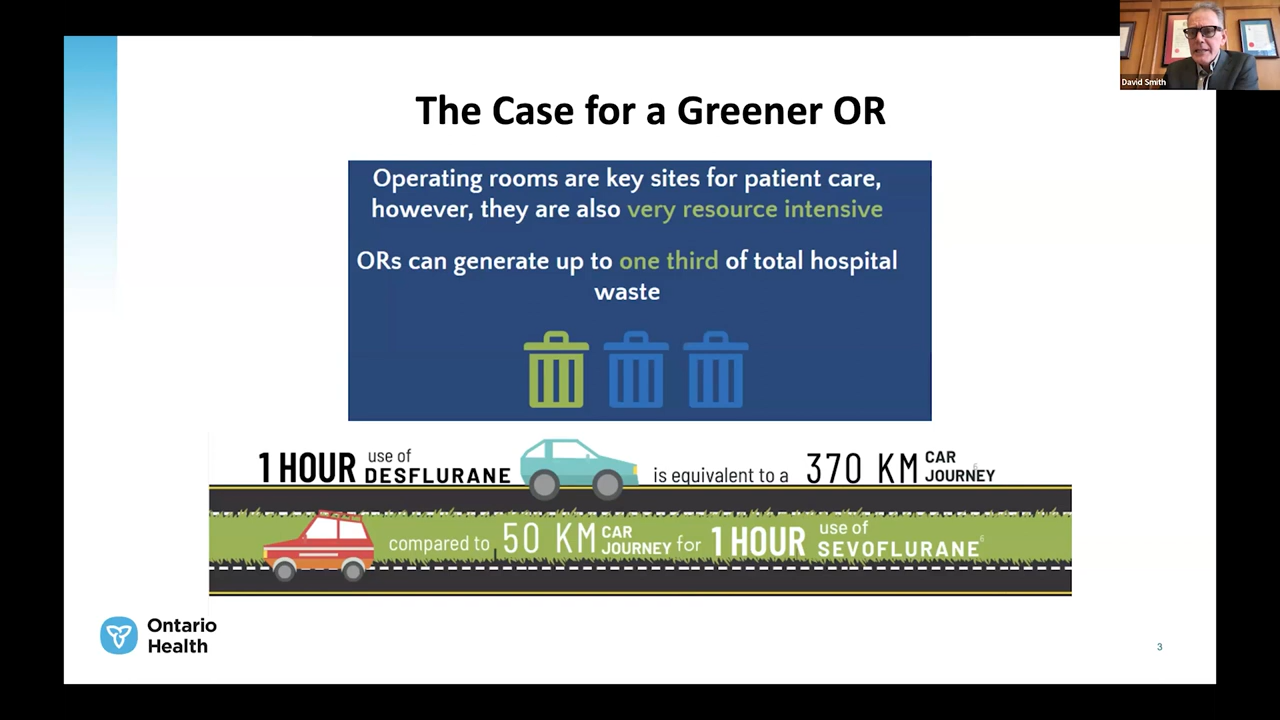 David Smith
The Case for a Greener OR
Operating rooms are key sites for patient care,
however, they are also very resource intensive
ORs can generate up to one third of total hospital
waste
1 HOUR use of DESFLURANE is equivalent to a 370 KM CAR JOURNEY
compared to 50 KM CAR JOURNEY for 1 HOUR use of SEVOFLURANE 6
Ontario
Health
3